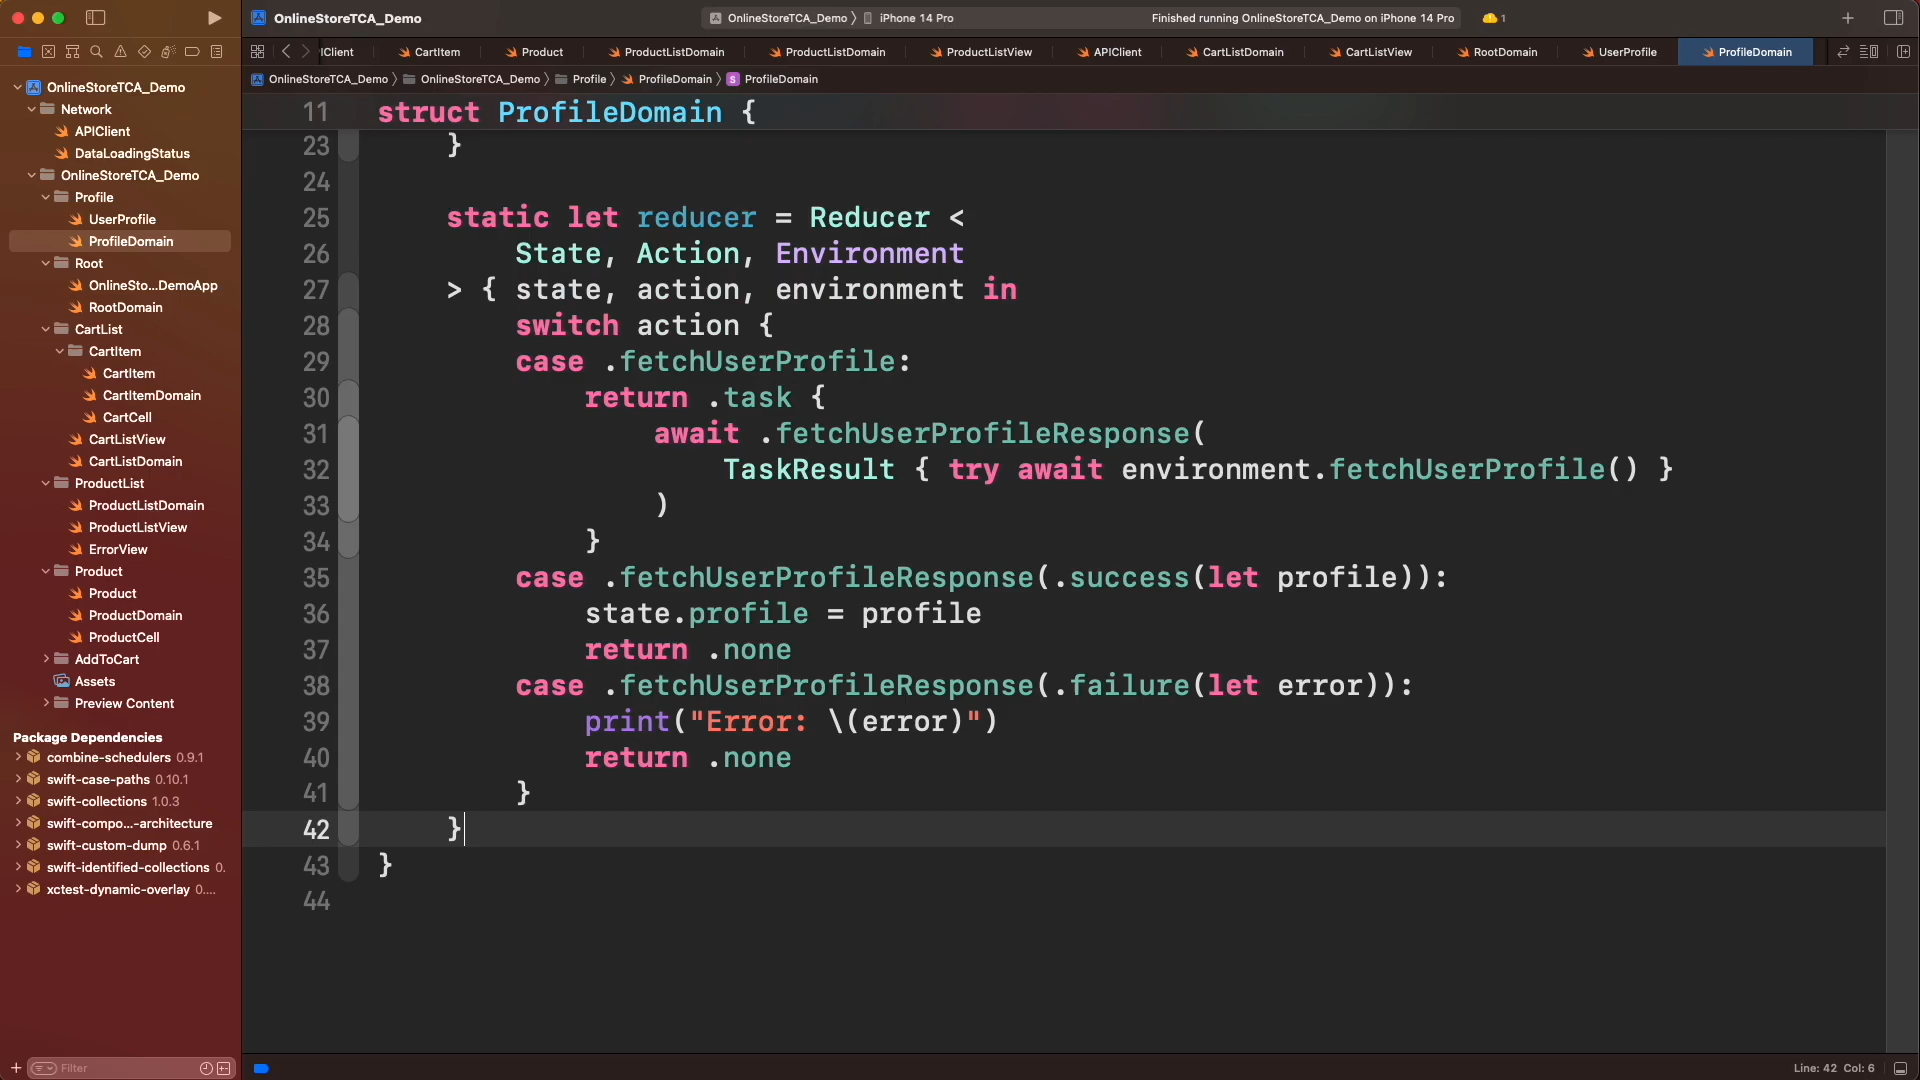 OnlineStoreTCA_Demo
OnlineStoreTCA_Demo 〉 iPhone 14 Pro
Finished running OnlineStoreTCA_Demo on iPhone 14 Pro
1
IClient
CartItem
Product
ProductListDomain
ProductListDomain
ProductListView
APIClient
CartListDomain
CartListView
RootDomain
UserProfile
ProfileDomain
OnlineStoreTCA_Demo 〉 OnlineStoreTCA_Demo 〉 Profile 〉 ProfileDomain 〉 S ProfileDomain
OnlineStoreTCA_Demo
Network
APIClient
DataLoadingStatus
OnlineStoreTCA_Demo
Profile
UserProfile
ProfileDomain
Root
OnlineSto...DemoApp
RootDomain
CartList
CartItem
CartItem
CartItemDomain
CartCell
CartListView
CartListDomain
ProductList
ProductListDomain
ProductListView
ErrorView
Product
Product
ProductDomain
ProductCell
AddToCart
Assets
Preview Content
Package Dependencies
combine-schedulers 0.9.1
swift-case-paths 0.10.1
swift-collections 1.0.3
swift-compo...-architecture
swift-custom-dump 0.6.1
swift-identified-collections 0.
xctest-dynamic-overlay 0....
Filter
11 struct ProfileDomain {
23     }
24
25     static let reducer = Reducer <
26         State, Action, Environment
27     > { state, action, environment in
28         switch action {
29         case .fetchUserProfile:
30             return .task {
31                 await .fetchUserProfileResponse(
32                     TaskResult { try await environment.fetchUserProfile() }
33                 )
34             }
35         case .fetchUserProfileResponse(.success(let profile)):
36             state.profile = profile
37             return .none
38         case .fetchUserProfileResponse(.failure(let error)):
39             print("Error: \(error)")
40             return .none
41         }
42     }
43 }
44
Line: 42 Col: 6